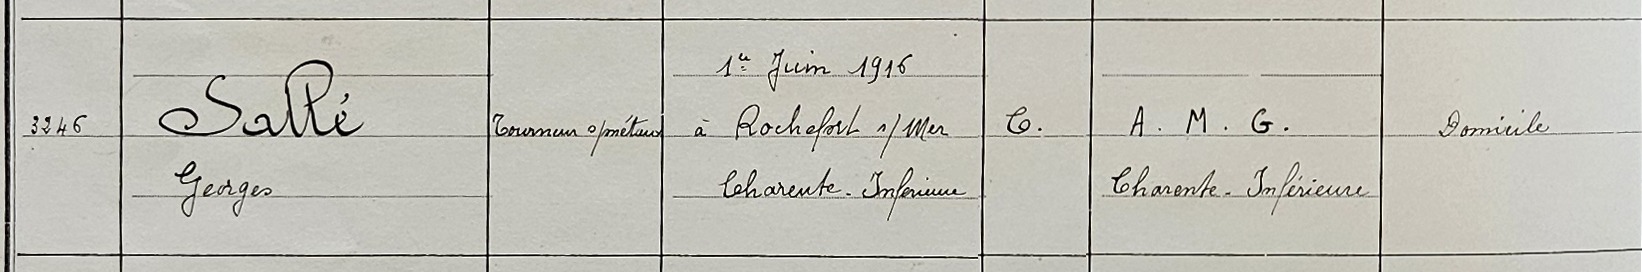 1er Juin 1916
3246 Sallé Tourneur s/métaux à Rochefort s/Mer C. A. M. G. Domicile
Georges Charente-Inférieure Charente-Inférieure